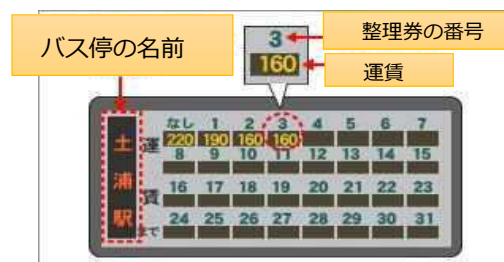 バス停の名前
3
160
整理券の番号
運賃
土浦駅
運賃
まで
なし 1 2 3 4 5 6 7
220 190 160 160
8 9 10 11 12 13 14 15
16 17 18 19 20 21 22 23
24 25 26 27 28 29 30 31